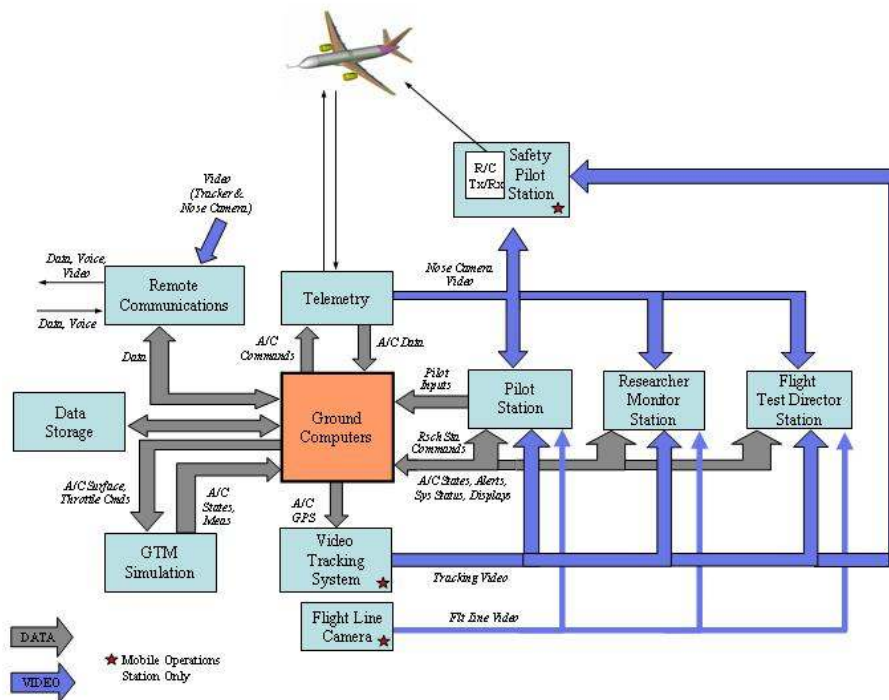 R/C
Tx/Rx
Safety
Pilot
Station
Video
(Tracker &
Nose Camera)
Data, Voice,
Video
Data, Voice
Remote
Communications
Telemetry
Nose Camera
Video
Data
A/C
Commands
A/C Data
Pilot
Inputs
Pilot
Station
Researcher
Monitor
Station
Flight
Test Director
Station
Data
Storage
Ground
Computers
Rsch Stn
Commands
A/C Surface,
Throttle Cmds
A/C
States,
Meas
A/C States, Alerts,
Sys Status, Displays
A/C
GPS
GTM
Simulation
Video
Tracking
System
Tracking Video
Flight Line
Camera
Flt Line Video
DATA
VIDEO
Mobile Operations
Station Only